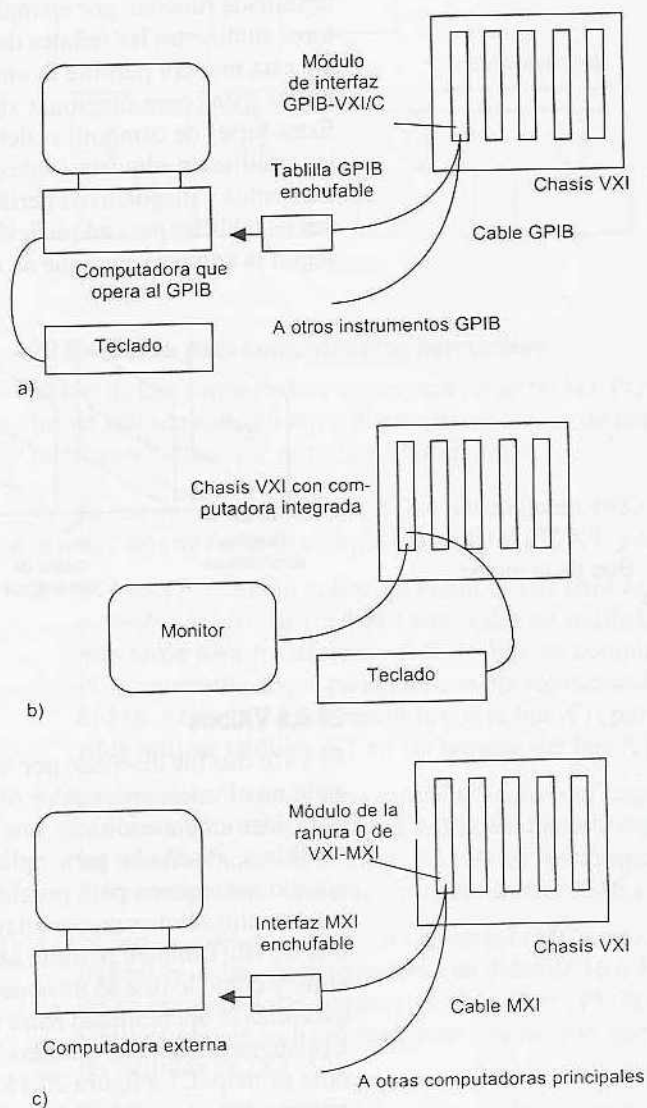 Módulo
de interfaz
GPIB-VXI/C
Tablilla GPIB
enchufable
Chasis VXI
Cable GPIB
Computadora que
opera al GPIB
A otros instrumentos GPIB
Teclado
a)
Chasis VXI con com-
putadora integrada
Monitor
Teclado
b)
Módulo de la
ranura 0 de
VXI-MXI
Interfaz MXI
enchufable
Chasis VXI
Cable MXI
Computadora externa
A otras computadoras principales
c)